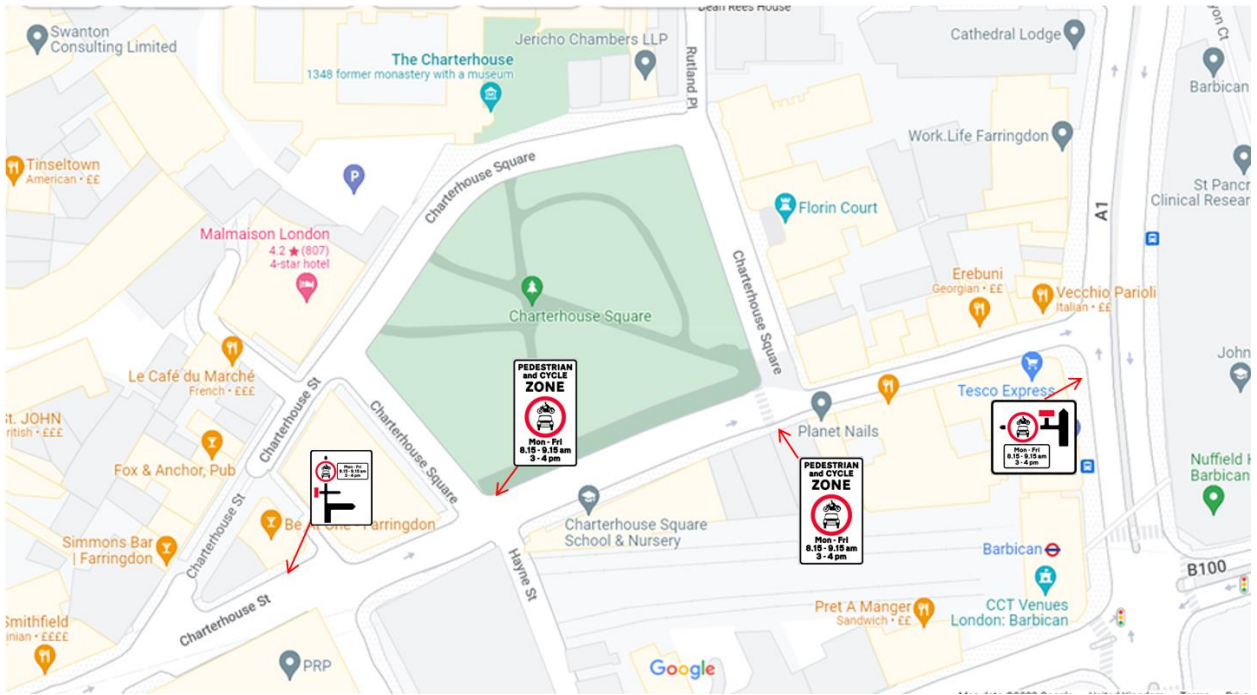 Dean Rees House
Swanton
Consulting Limited
Jericho Chambers LLP
Cathedral Lodge
The Charterhouse
1348 former monastery with a museum
Rutland Pl
Barbican
Work.Life Farringdon
Tinseltown
American • ££
Charterhouse Square
P
St Pancr
Clinical Resear
A1
Florin Court
Malmaison London
4.2 ★ (807)
4-star hotel
Charterhouse Square
Erebuni
Georgian • ££
Vecchio Parioli
Italian • ££
Charterhouse Square
Le Café du Marché
French • £££
Charterhouse St
Charterhouse Square
PEDESTRIAN
and CYCLE
ZONE
Mon - Fri
8.15 - 9.15 am
3 - 4 pm
Tesco Express
John
St. JOHN
British • £££
Planet Nails
Mon - Fri
8.15 - 9.15 am
3 - 4 pm
Fox & Anchor, Pub
Mon - Fri
8.15 - 9.15 am
3 - 4 pm
PEDESTRIAN
and CYCLE
ZONE
Mon - Fri
8.15 - 9.15 am
3 - 4 pm
Nuffield H
Barbican
Charterhouse St
Be At One - Farringdon
Charterhouse Square
School & Nursery
Simmons Bar
| Farringdon
Hayne St
Barbican
B100
Charterhouse St
Smithfield
inian • ££££
Pret A Manger
Sandwich • ££
CCT Venues
London: Barbican
PRP
Google